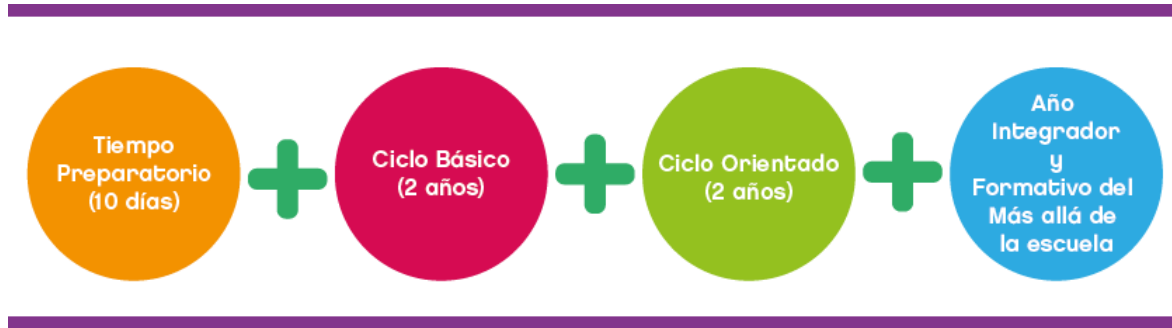 Tiempo
Preparatorio
(10 días)
Ciclo Básico
(2 años)
Ciclo Orientado
(2 años)
Año
Integrador
y
Formativo del
Más allá de
la escuela